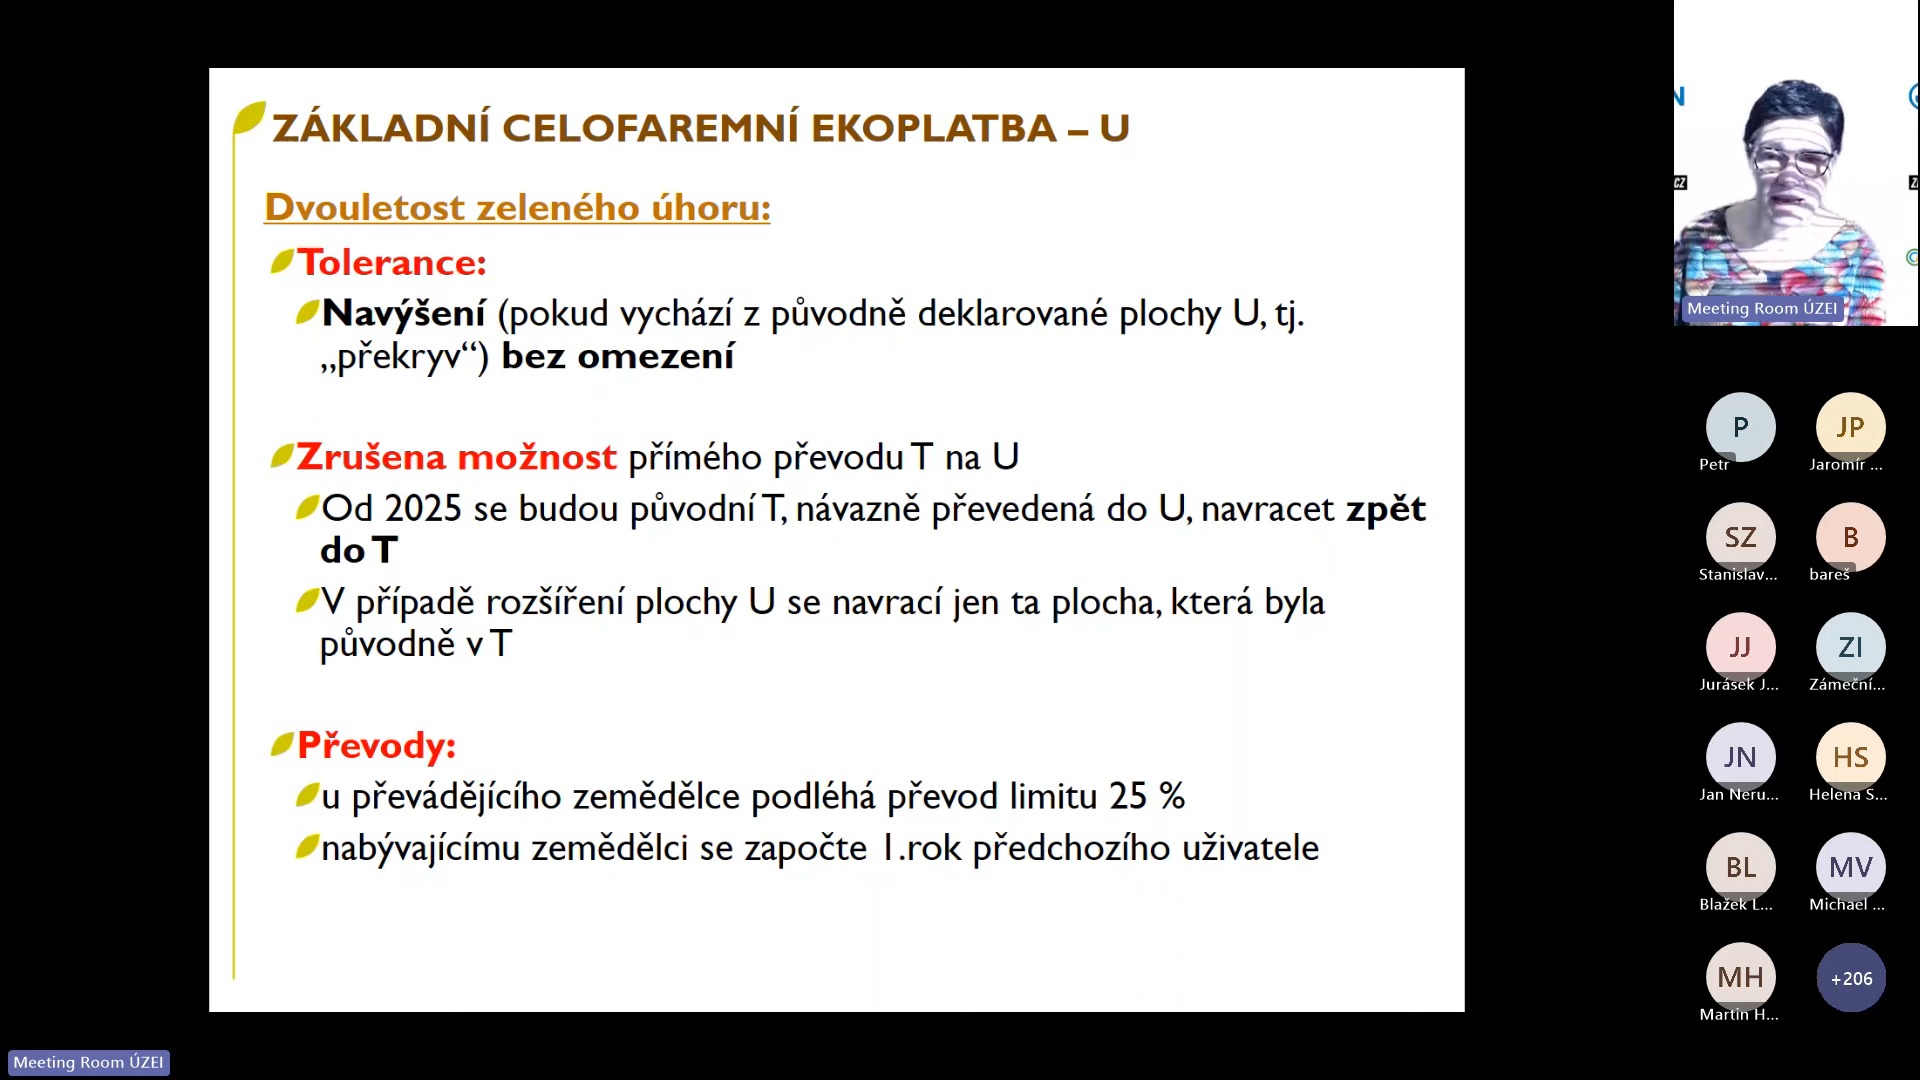 ZÁKLADNÍ CELOFAREMNÍ EKOPLATBA – U
Dvouletost zeleného úhoru:
Tolerance:
Navýšení (pokud vychází z původně deklarované plochy U, tj.
„překryv“) bez omezení
Zrušena možnost přímého převodu T na U
Od 2025 se budou původní T, návazně převedená do U, navracet zpět
do T
V případě rozšíření plochy U se navrací jen ta plocha, která byla
původně v T
Převody:
u převádějícího zemědělce podléhá převod limitu 25 %
nabývajícímu zemědělci se započte 1.rok předchozího uživatele
N
CZ
Meeting Room ÚZEI
P
JP
Petr
Jaromír ...
SZ
B
Stanislav...
bareš
JJ
ZI
Jurásek J...
Zámeční...
JN
HS
Jan Neru...
Helena S...
BL
MV
Blažek L...
Michael ...
MH
+206
Martin H...
Meeting Room ÚZEI